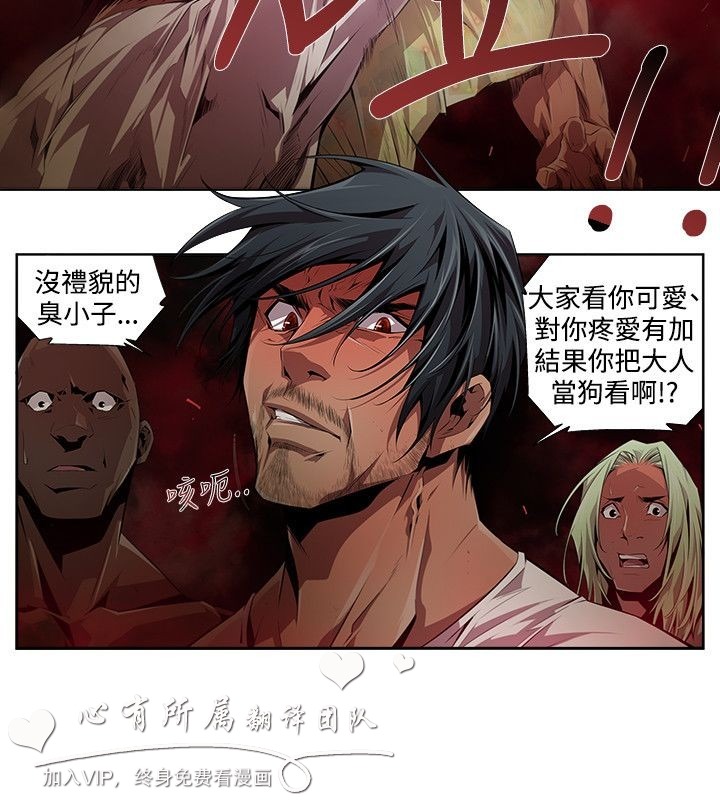 沒禮貌的
臭小子...
大家看你可愛、
對你疼愛有加
結果你把大人
當狗看啊!?
咳呃..
心有所属翻译团队
加入VIP，终身免费看漫画